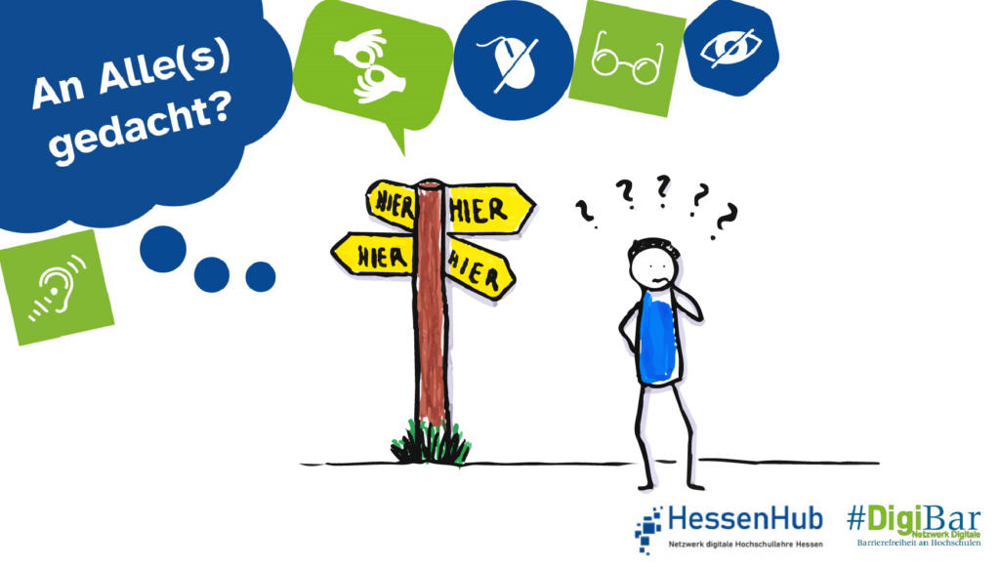 An Alle(s)
gedacht?
HIER
HIER
HIER
HIER
? ? ? ? ?
HessenHub
Netzwerk digitale Hochschullehre Hessen
#DigiBar
Netzwerk Digitale
Barrierefreiheit an Hochschulen